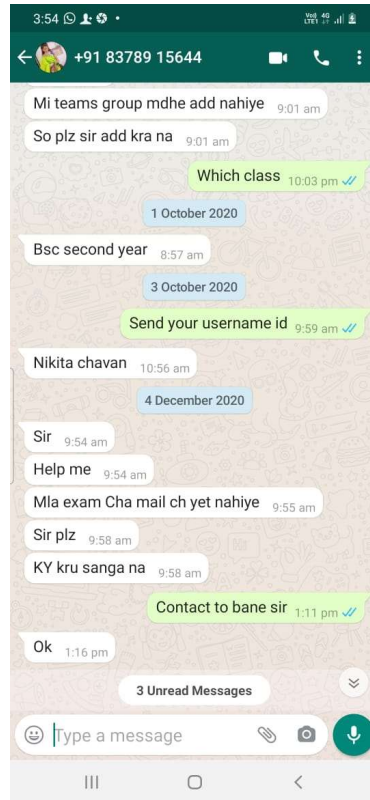 3:54
Vo)) 4G
LTE1
+91 83789 15644
Mi teams group mdhe add nahiye 9:01 am
So plz sir add kra na 9:01 am
Which class 10:03 pm
1 October 2020
Bsc second year 8:57 am
3 October 2020
Send your username id 9:59 am
Nikita chavan 10:56 am
4 December 2020
Sir 9:54 am
Help me 9:54 am
Mla exam Cha mail ch yet nahiye 9:55 am
Sir plz 9:58 am
KY kru sanga na 9:58 am
Contact to bane sir 1:11 pm
Ok 1:16 pm
3 Unread Messages
Type a message